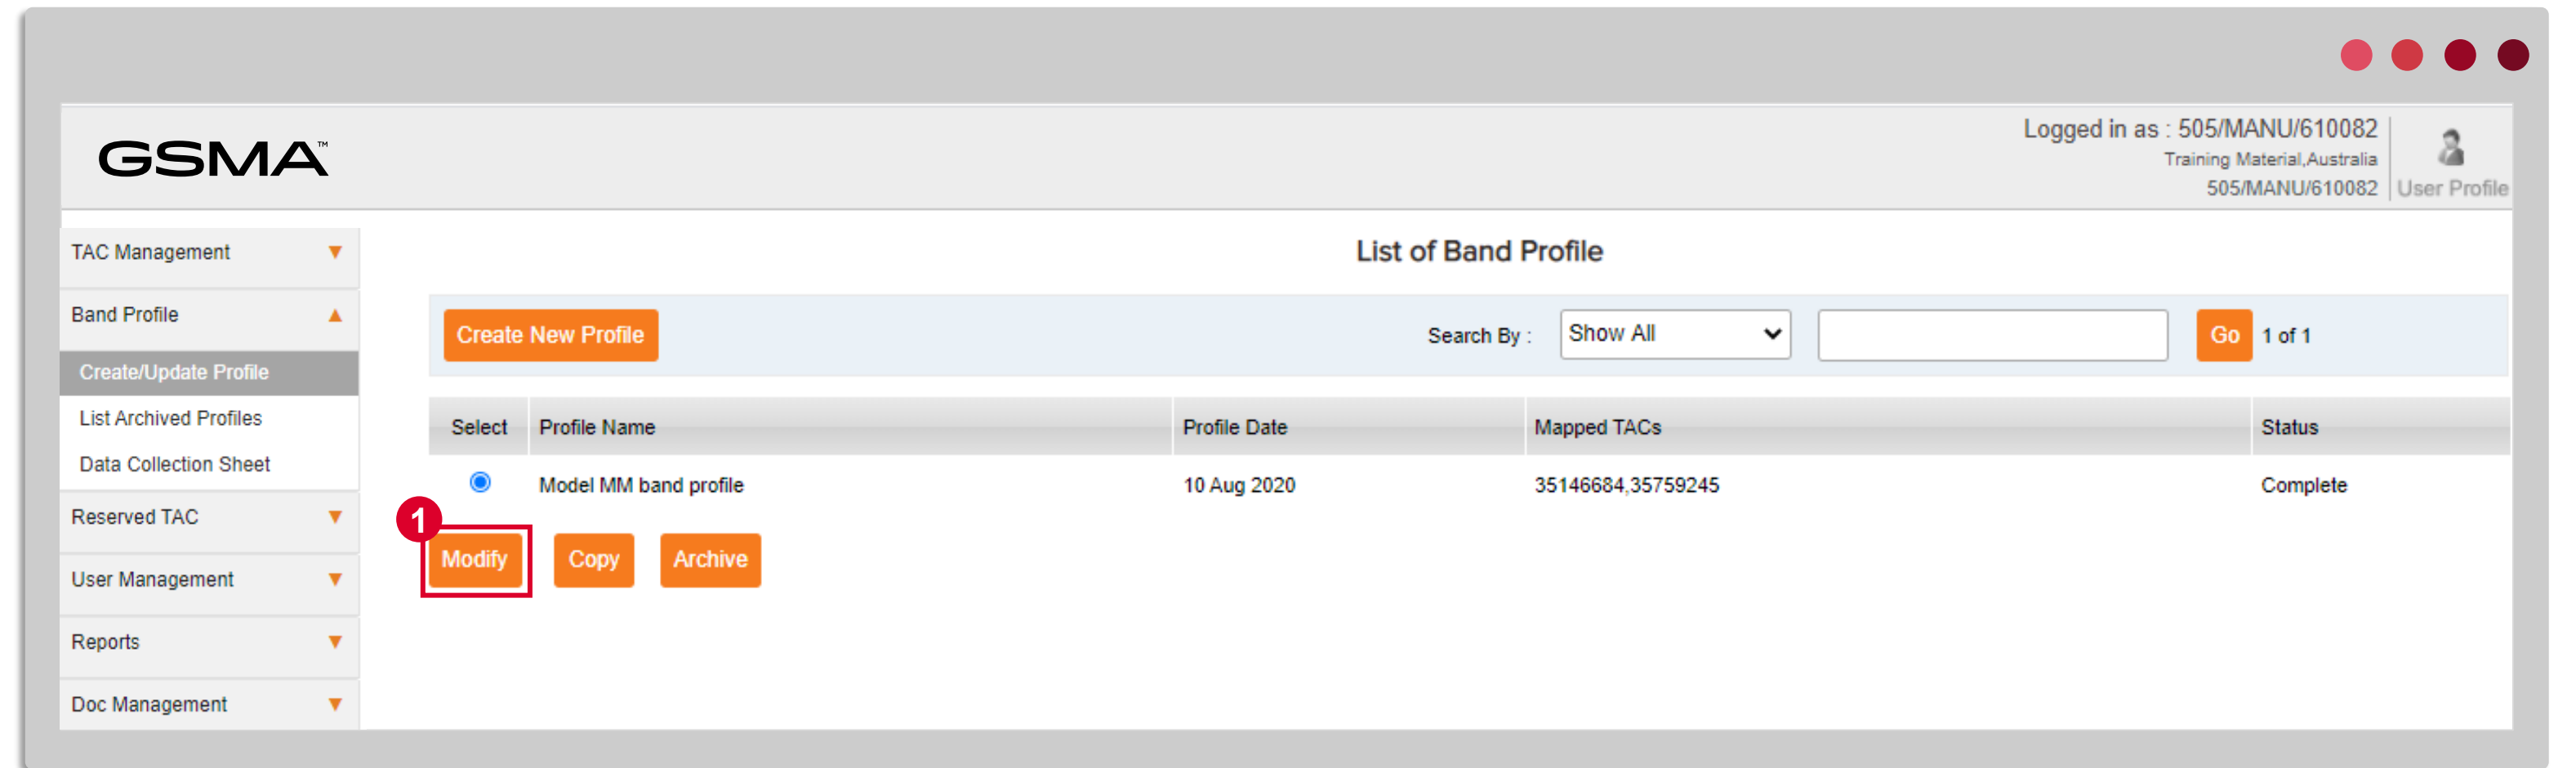 GSMA™
Logged in as : 505/MANU/610082
Training Material,Australia
505/MANU/610082
User Profile
TAC Management
Band Profile
Create/Update Profile
List Archived Profiles
Data Collection Sheet
Reserved TAC
User Management
Reports
Doc Management
List of Band Profile
Create New Profile
Search By : Show All Go 1 of 1
Select Profile Name Profile Date Mapped TACs Status
Model MM band profile 10 Aug 2020 35146684,35759245 Complete
1
Modify Copy Archive